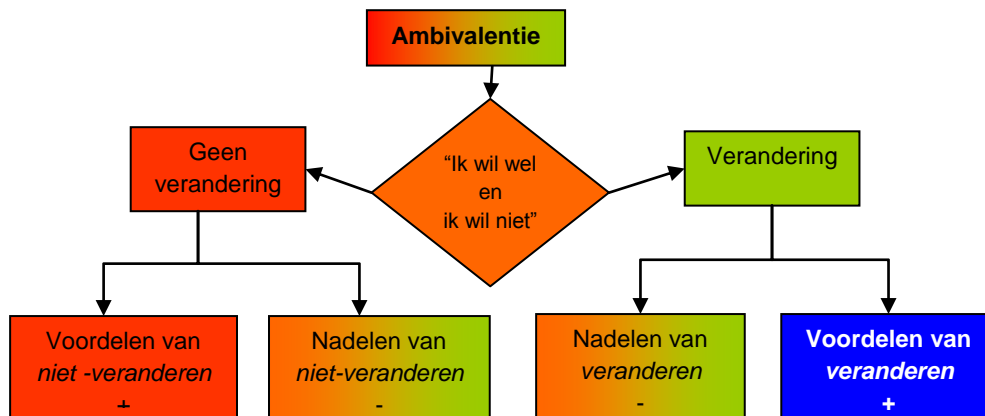 Ambivalentie
Geen
verandering
“Ik wil wel
en
ik wil niet”
Verandering
Voordelen van
niet -veranderen
+
Nadelen van
niet-veranderen
-
Nadelen van
veranderen
-
Voordelen van
veranderen
+